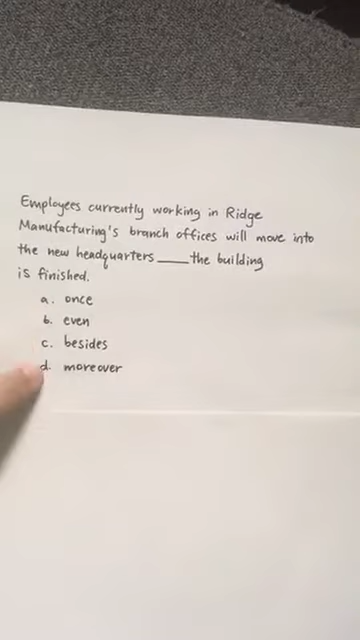 Employees currently working in Ridge
Manufacturing's branch offices will move into
the new headquarters ____ the building
is finished.
a. once
b. even
c. besides
d. moreover